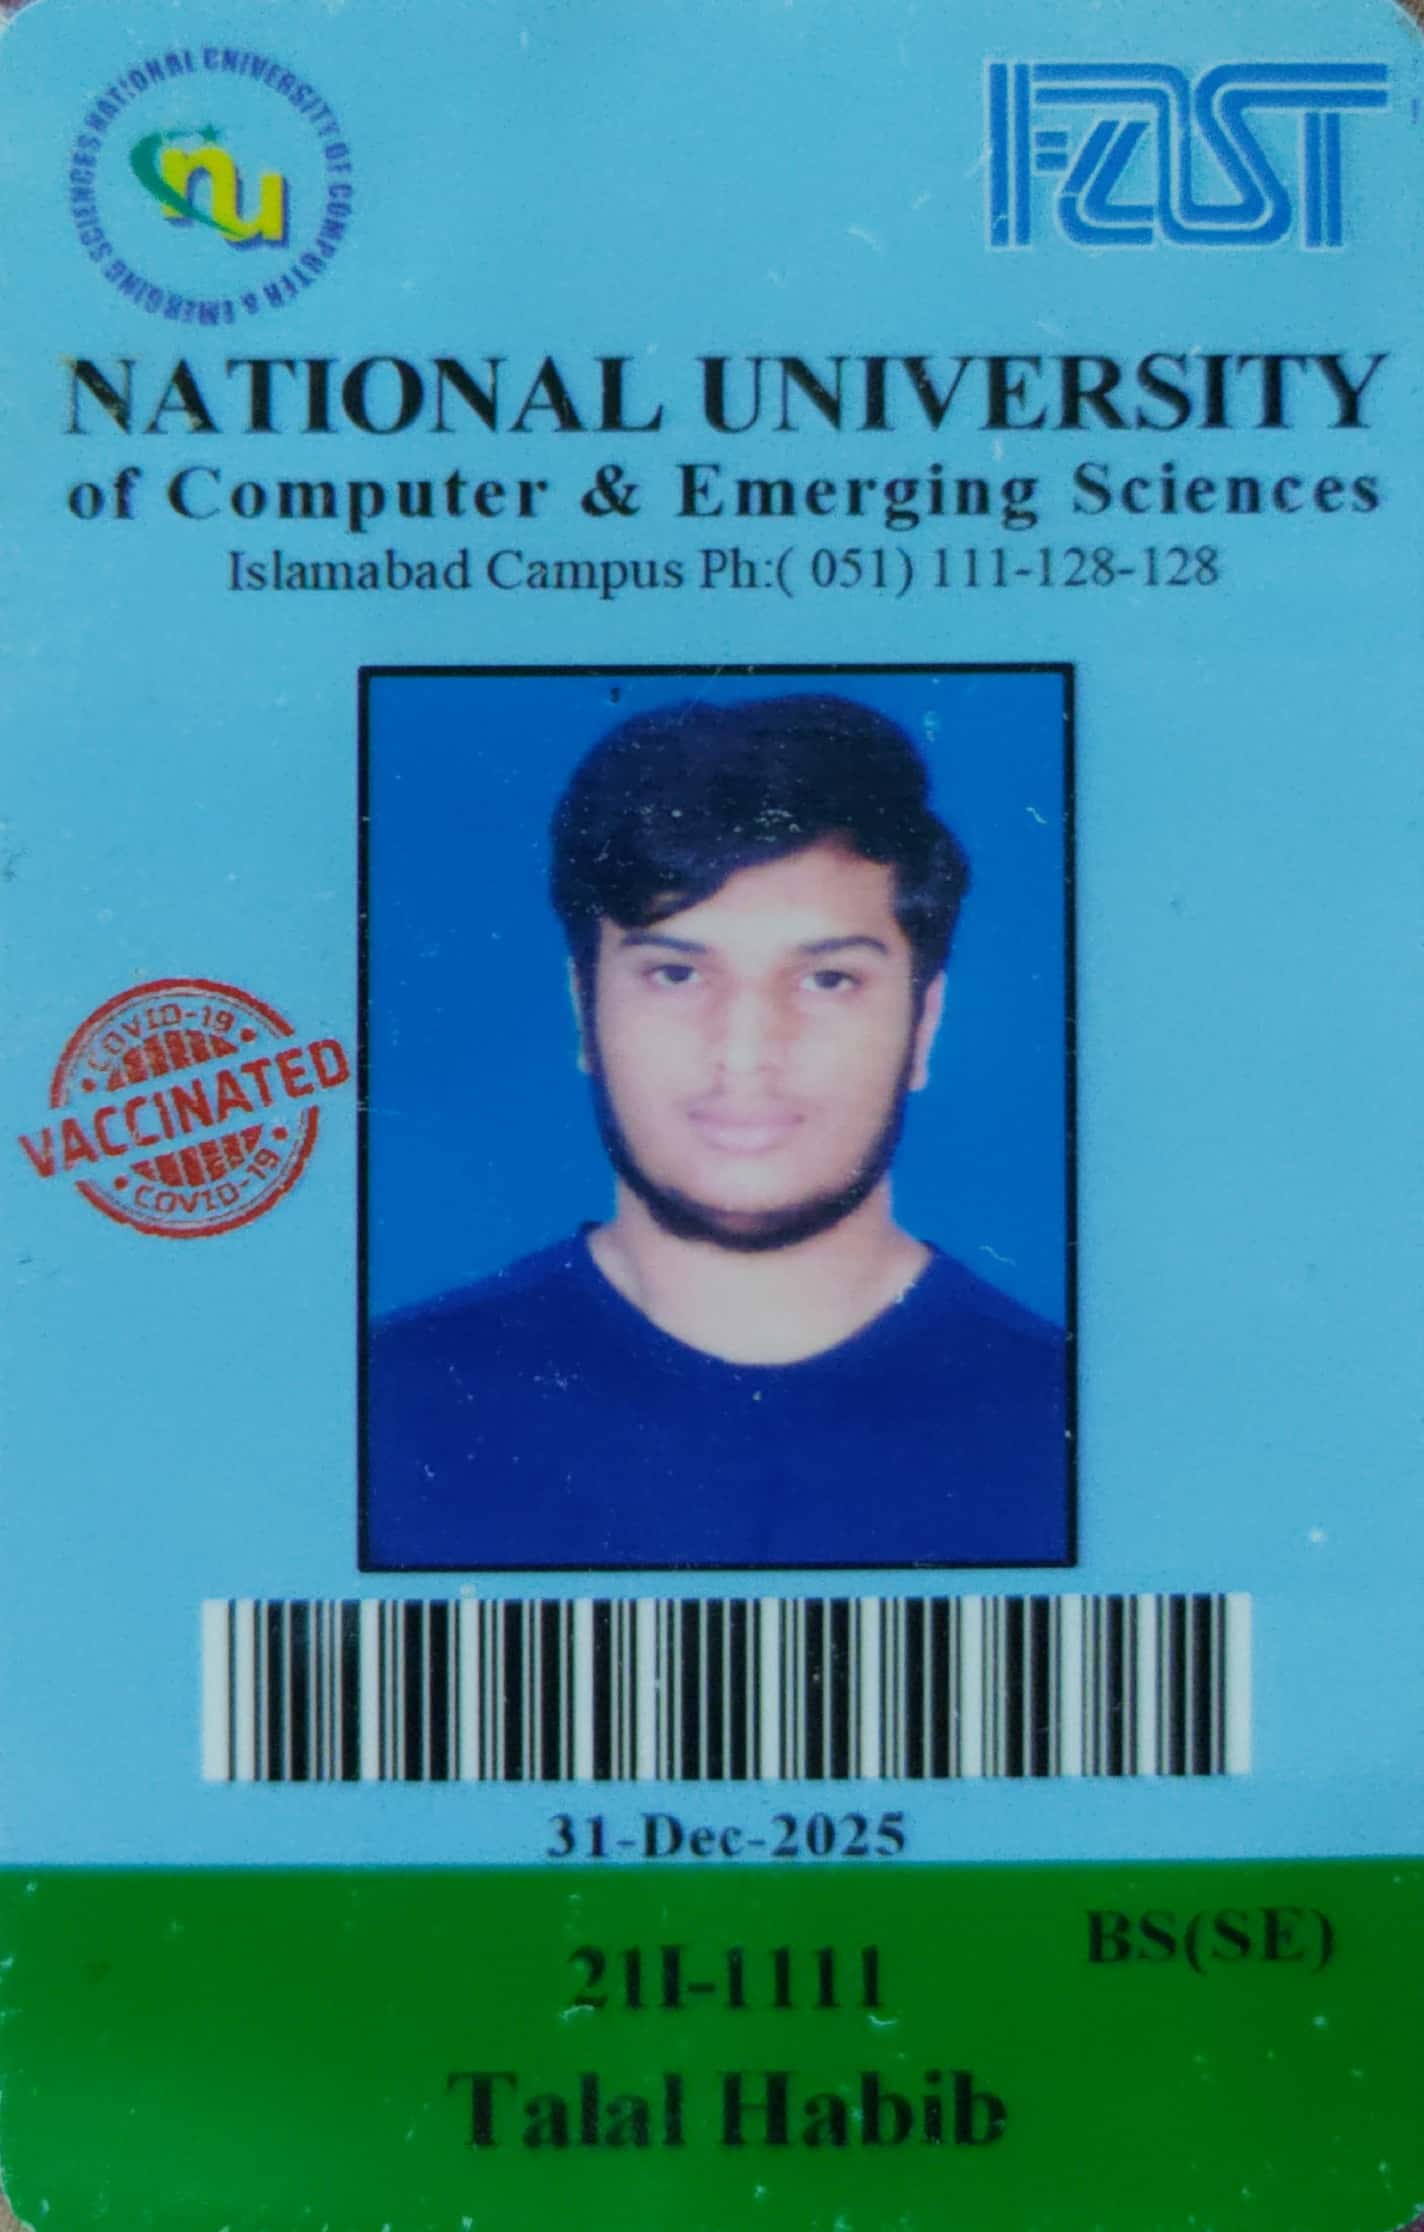 NATIONAL UNIVERSITY OF COMPUTER & EMERGING SCIENCES
nu
FAST
NATIONAL UNIVERSITY
of Computer & Emerging Sciences
Islamabad Campus Ph:( 051) 111-128-128
COVID-19
VACCINATED
COVID-19
31-Dec-2025
BS(SE)
21I-1111
Talal Habib